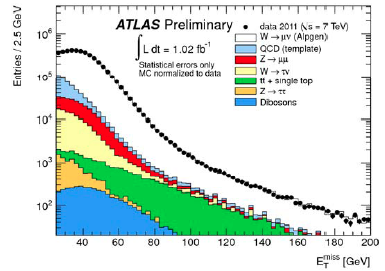 ATLAS Preliminary
∫ L dt = 1.02 fb⁻¹
Statistical errors only
MC normalized to data
data 2011 (√s = 7 TeV)
W → μν (Alpgen)
QCD (template)
Z → μμ
W → τν
tt̄ + single top
Z → ττ
Dibosons
Entries / 2.5 GeV
10⁶
10⁵
10⁴
10³
10²
40 60 80 100 120 140 160 180 200
E_T^miss [GeV]